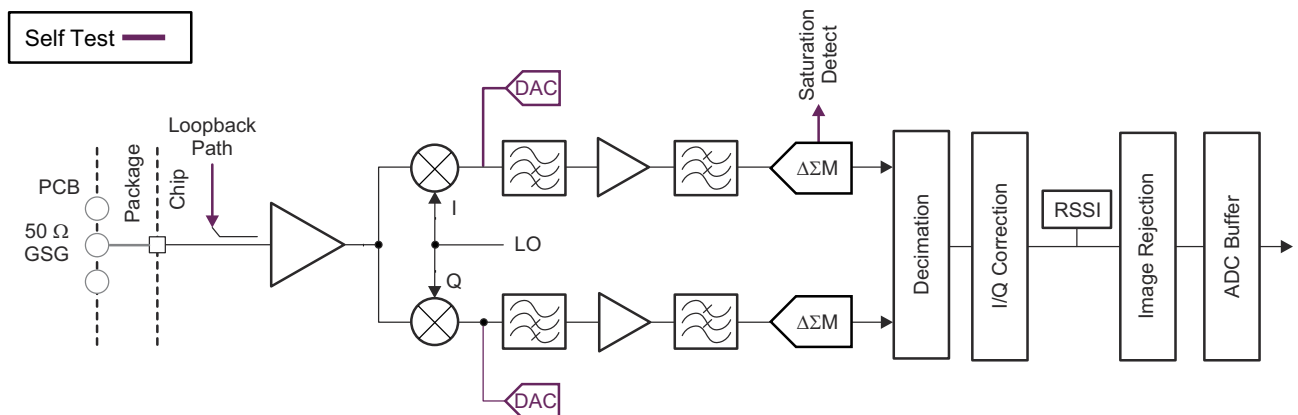 Self Test
DAC
Saturation
Detect
Loopback
Path
PCB
Package
Chip
50 Ω
GSG
I
LO
Q
ΔΣM
ΔΣM
DAC
Decimation
I/Q Correction
RSSI
Image Rejection
ADC Buffer